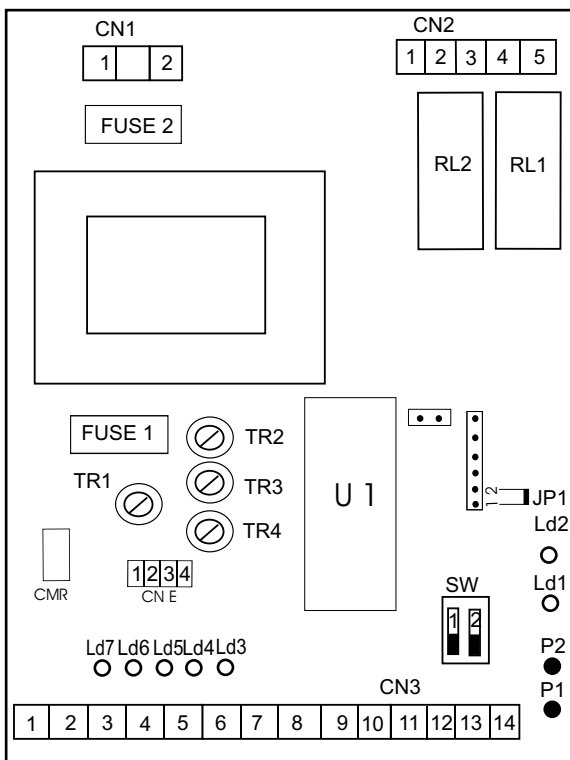 CN1
CN2
1 2
1 2 3 4 5
FUSE 2
RL2 RL1
FUSE 1
TR2
TR1
TR3
TR4
U 1
1 2
JP1
Ld2
CMR
1 2 3 4
CN E
SW
1 2
Ld1
Ld7 Ld6 Ld5 Ld4 Ld3
P2
P1
CN3
1 2 3 4 5 6 7 8 9 10 11 12 13 14